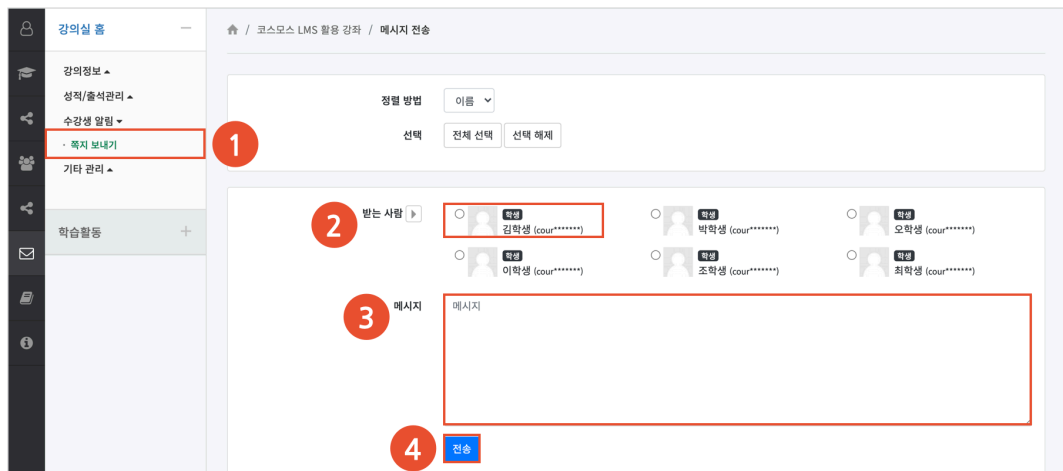 강의실 홈
/ 코스모스 LMS 활용 강좌 / 메시지 전송
강의정보
성적/출석관리
수강생 알림
· 쪽지 보내기
기타 관리
학습활동
정렬 방법 이름
선택 전체 선택 선택 해제
1
받는 사람
2
학생
김학생 (cour*******)
학생
박학생 (cour*******)
학생
오학생 (cour*******)
학생
이학생 (cour*******)
학생
조학생 (cour*******)
학생
최학생 (cour*******)
메시지
3
메시지
4
전송